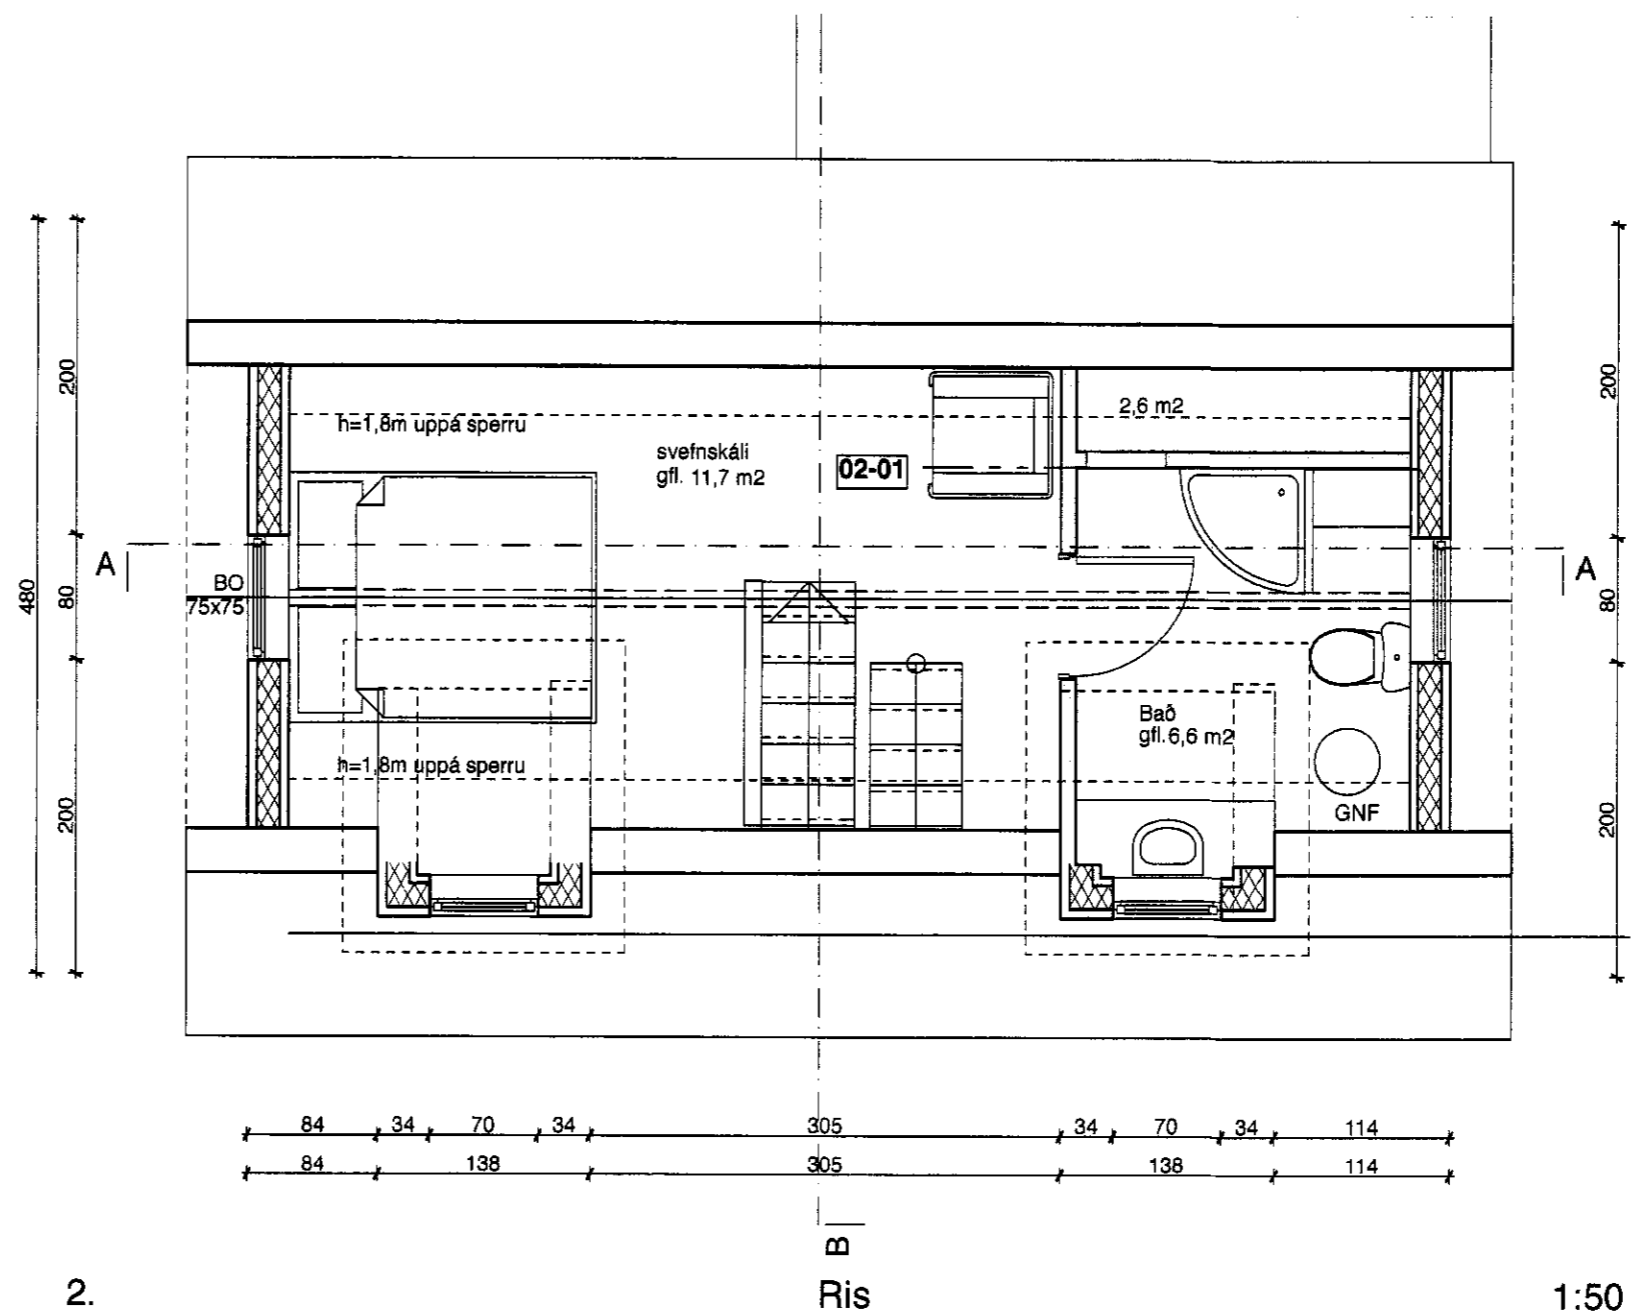 h=1,8m uppá sperru
2,6 m2
svefnskáli
gfl. 11,7 m2
02-01
A
A
BO
75x75
200
80
480
200
200
80
200
Bað
gfl.6,6 m2
h=1,8m uppá sperru
GNF
84 34 70 34 305 34 70 34 114
84 138 305 138 114
B
2. Ris 1:50